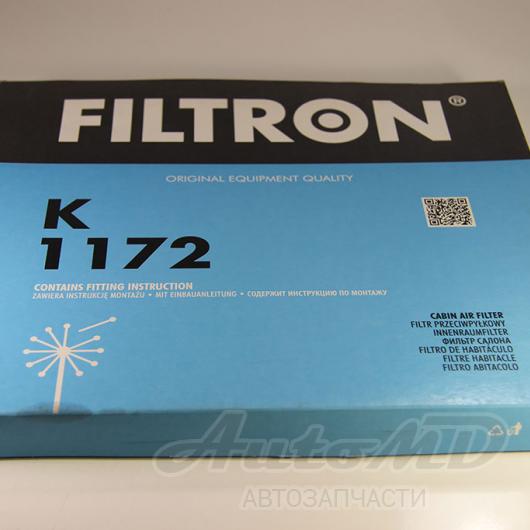 FILTRON®
ORIGINAL EQUIPMENT QUALITY
K
1172
CONTAINS FITTING INSTRUCTION
ZAWIERA INSTRUKCJĘ MONTAŻU • MIT EINBAUANLEITUNG • СОДЕРЖИТ ИНСТРУКЦИЮ ПО МОНТАЖУ
CABIN AIR FILTER
FILTR PRZECIWPYŁKOWY
INNENRAUMFILTER
ФИЛЬТР САЛОНА
FILTRO DE HABITÁCULO
FILTRE HABITACLE
FILTRO ABITACOLO
AutoMD
АВТОЗАПЧАСТИ